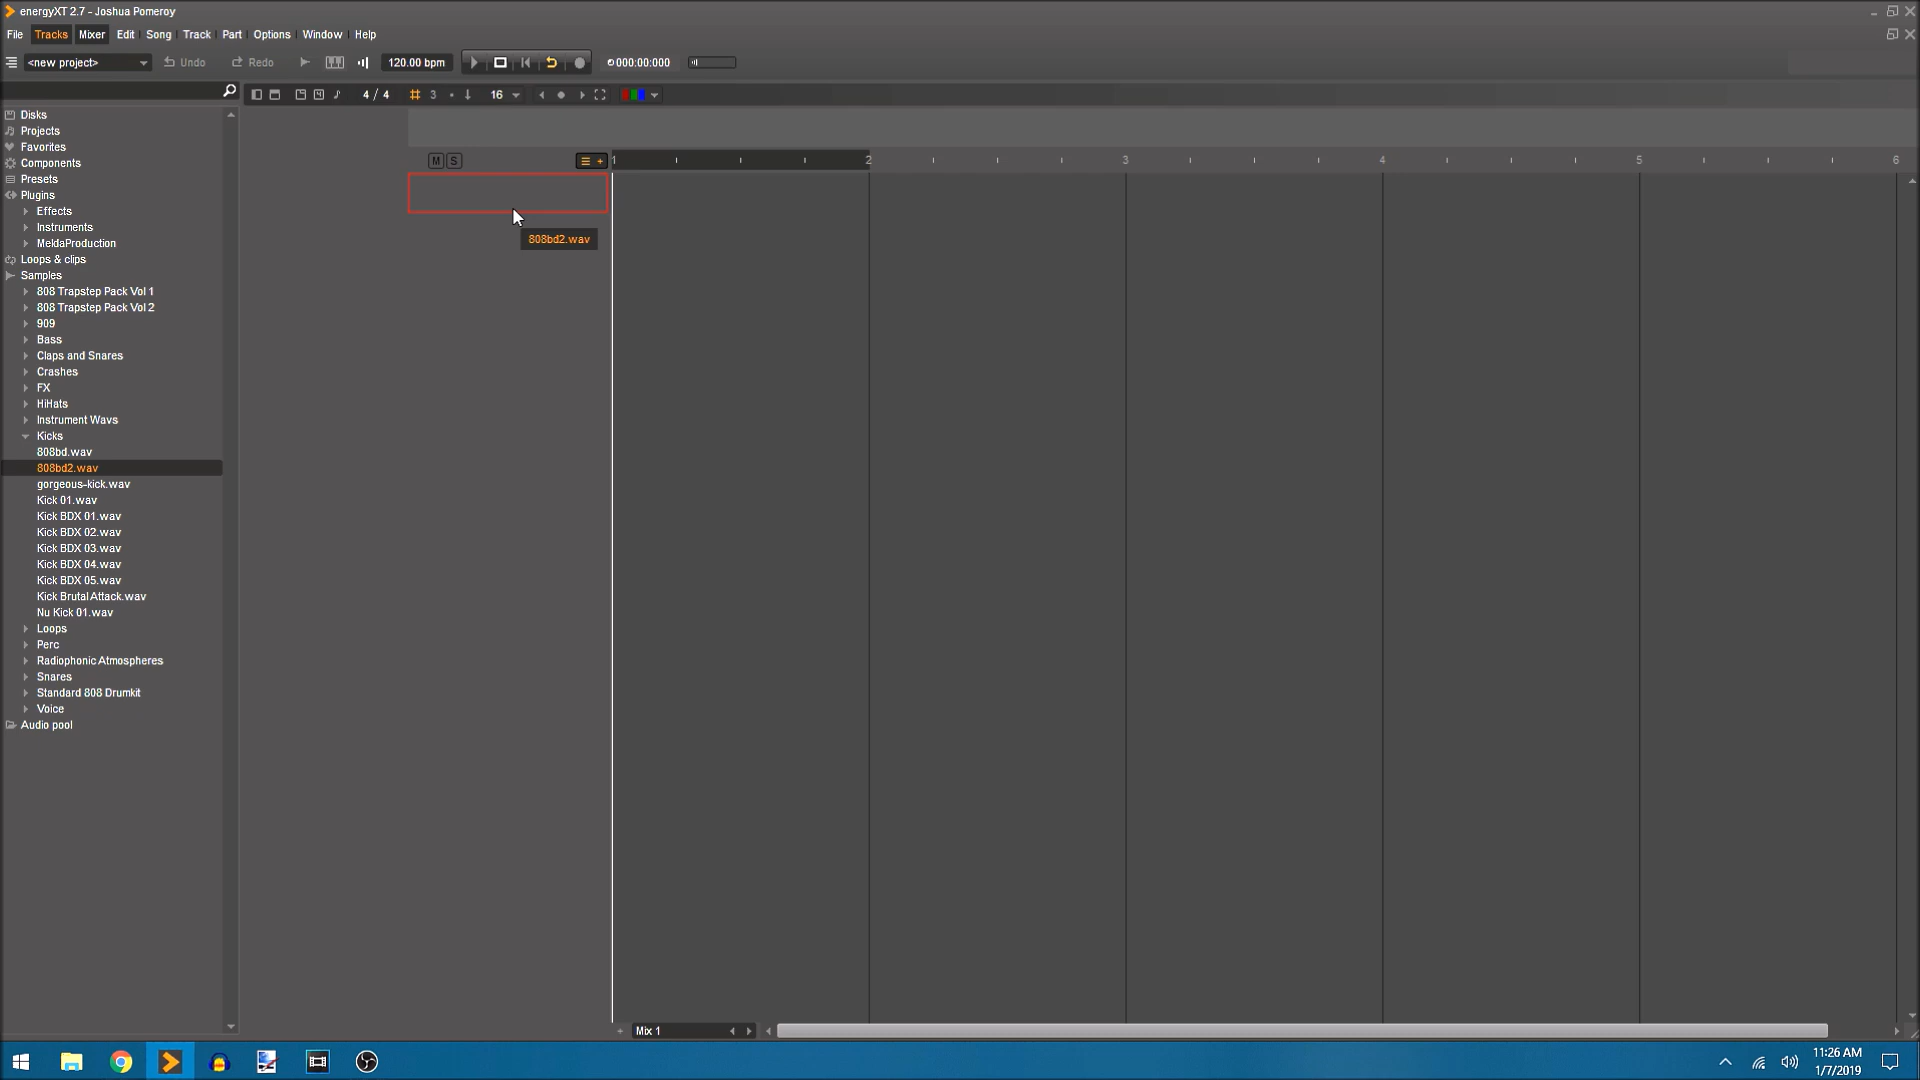 energyXT 2.7 - Joshua Pomeroy
File Tracks Mixer Edit Song Track Part Options Window Help
<new project> Undo Redo 120.00 bpm 000:00:000
4 / 4 3 16
Disks
Projects
Favorites
Components
Presets
Plugins
Effects
Instruments
MeldaProduction
Loops & clips
Samples
808 Trapstep Pack Vol 1
808 Trapstep Pack Vol 2
909
Bass
Claps and Snares
Crashes
FX
HiHats
Instrument Wavs
Kicks
808bd.wav
808bd2.wav
gorgeous-kick.wav
Kick 01.wav
Kick BDX 01.wav
Kick BDX 02.wav
Kick BDX 03.wav
Kick BDX 04.wav
Kick BDX 05.wav
Kick BrutalAttack.wav
Nu Kick 01.wav
Loops
Perc
Radiophonic Atmospheres
Snares
Standard 808 Drumkit
Voice
Audio pool
M S + 1 2 3 4 5 6
808bd2.wav
+ Mix 1
11:26 AM
1/7/2019